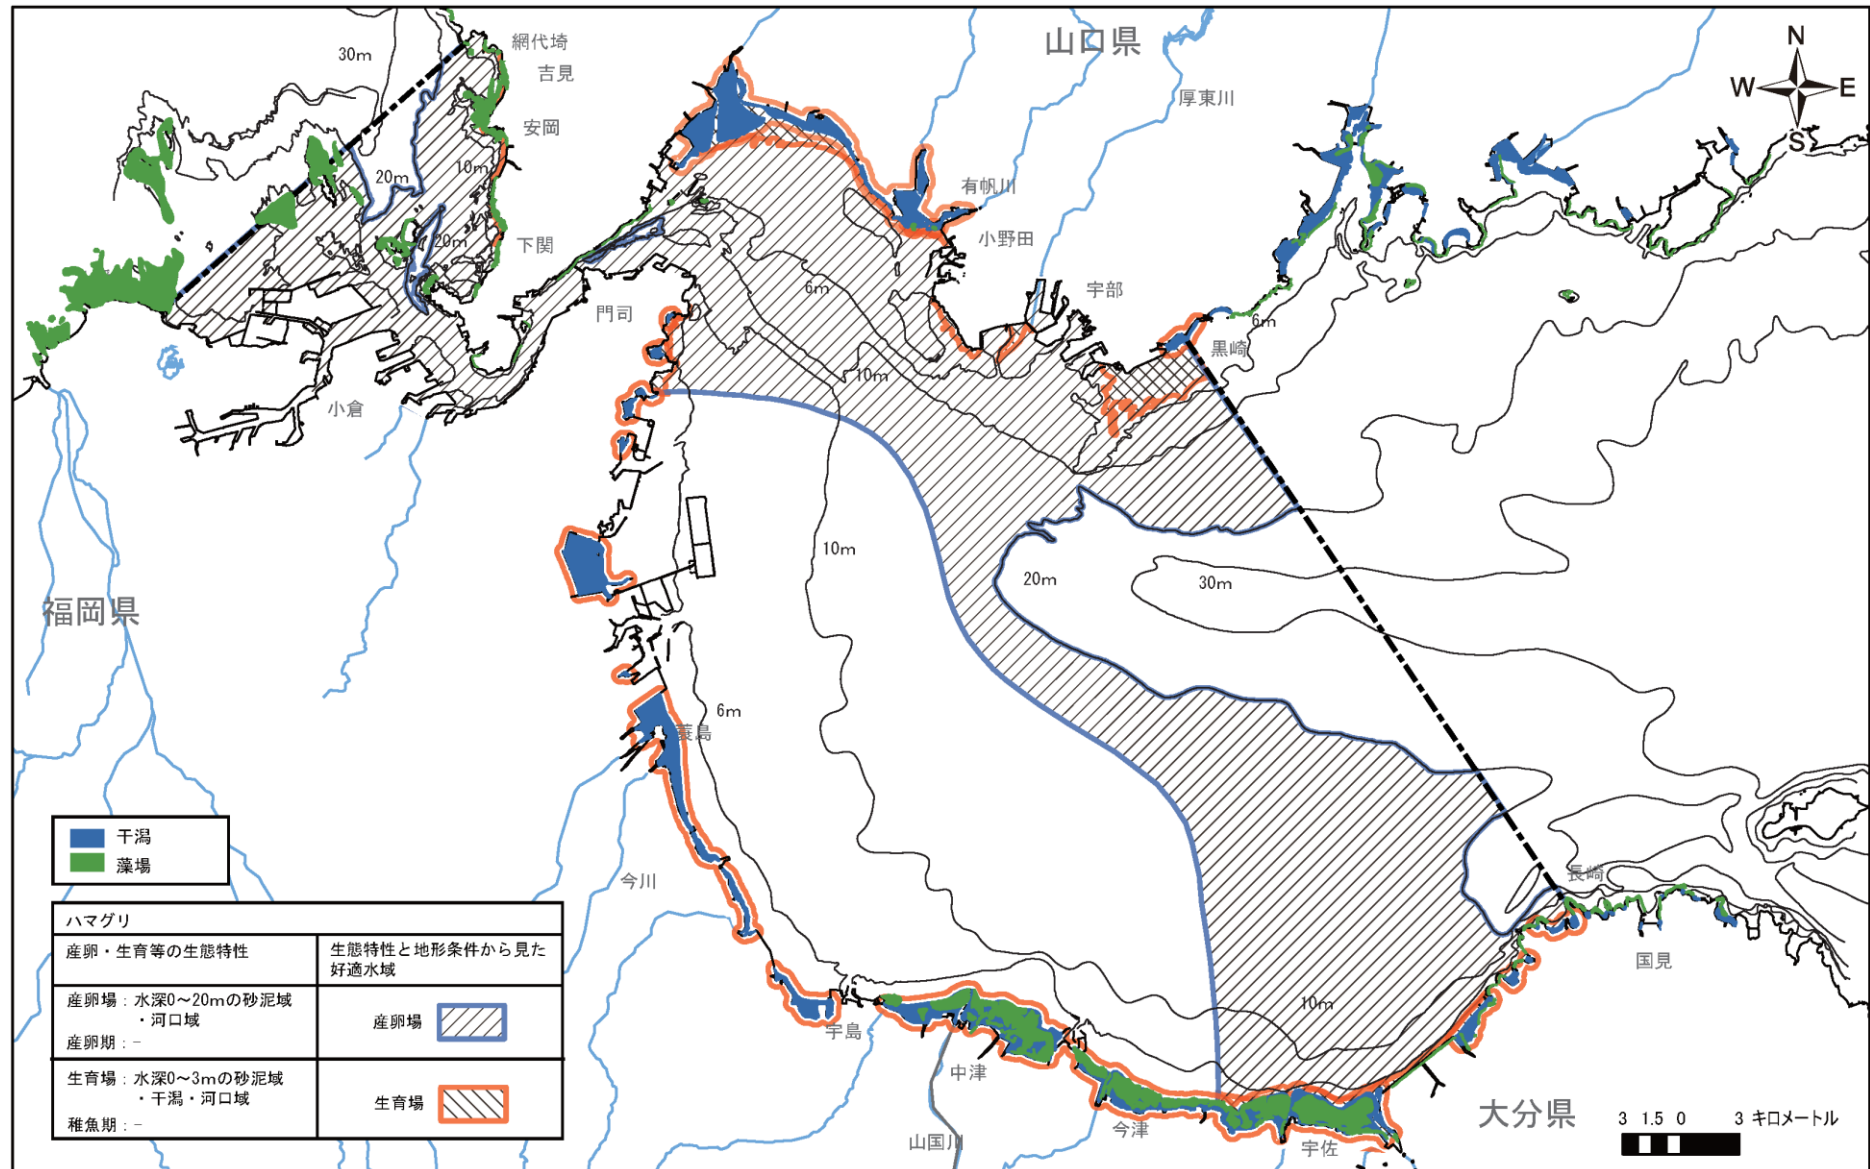 網代埼
吉見
安岡
下関
30m
20m
10m
20m
山口県
厚東川
有帆川
小野田
宇部
黒崎
6m
N
W
E
S
門司
小倉
6m
10m
10m
20m
30m
福岡県
蓑島
6m
今川
宇島
中津
山国川
今津
宇佐
10m
長崎
国見
大分県
3 1.5 0 3 キロメートル
干潟
藻場
ハマグリ
産卵・生育等の生態特性
生態特性と地形条件から見た
好適水域
産卵場:水深0~20mの砂泥域
・河口域
産卵期:-
産卵場
生育場:水深0~3mの砂泥域
・干潟・河口域
稚魚期:-
生育場